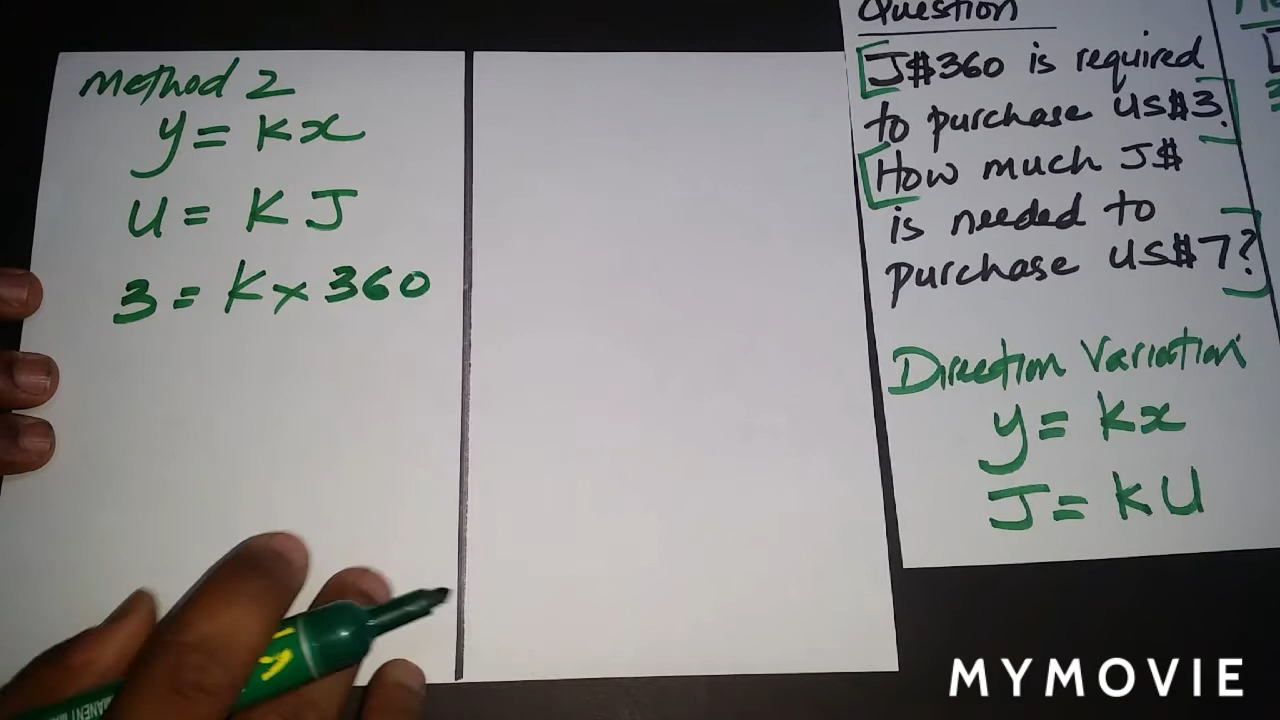 Method 2
y = kx
U = KJ
3 = K x 360
Question
J$360 is required
to purchase US$3.
How much J$
is needed to
purchase US$7?
Direction Variation
y = kx
J = KU
MYMOVIE